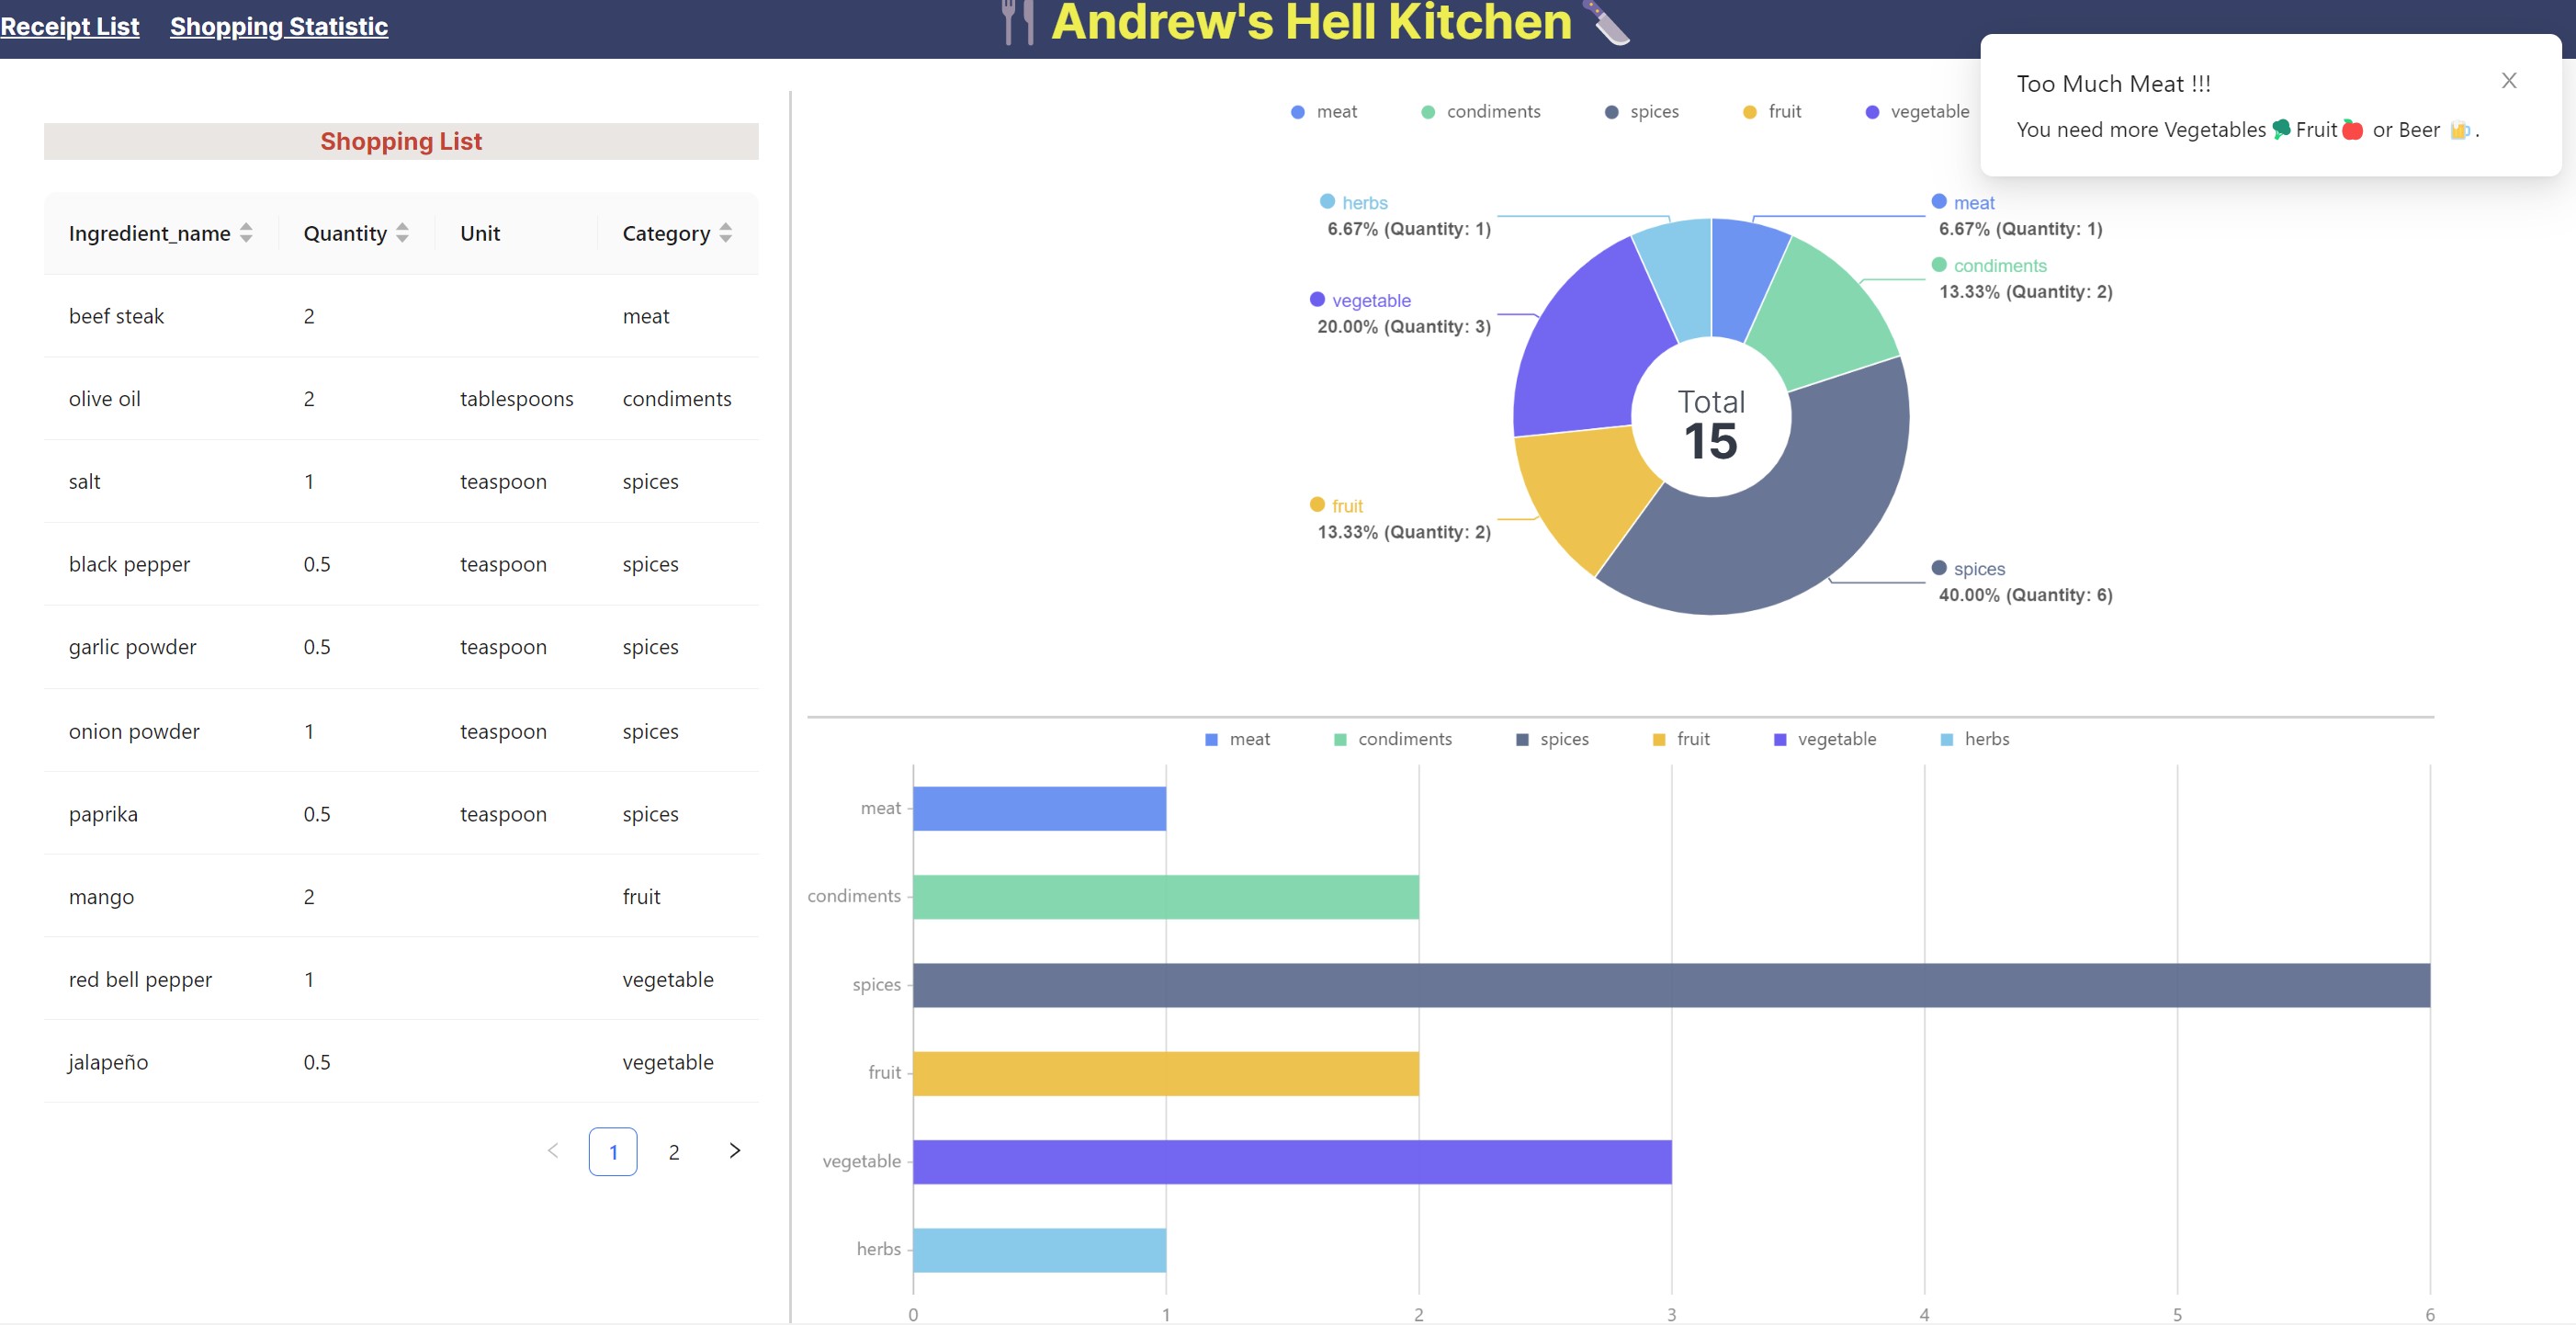 Receipt List Shopping Statistic
Andrew's Hell Kitchen
Too Much Meat !!!
You need more Vegetables Fruit or Beer .
Shopping List
Ingredient_name Quantity Unit Category
beef steak 2 meat
olive oil 2 tablespoons condiments
salt 1 teaspoon spices
black pepper 0.5 teaspoon spices
garlic powder 0.5 teaspoon spices
onion powder 1 teaspoon spices
paprika 0.5 teaspoon spices
mango 2 fruit
red bell pepper 1 vegetable
jalapeño 0.5 vegetable
< 1 2 >
meat condiments spices fruit vegetable
herbs
6.67% (Quantity: 1)
meat
6.67% (Quantity: 1)
condiments
13.33% (Quantity: 2)
vegetable
20.00% (Quantity: 3)
Total
15
fruit
13.33% (Quantity: 2)
spices
40.00% (Quantity: 6)
meat condiments spices fruit vegetable herbs
meat
condiments
spices
fruit
vegetable
herbs
0 1 2 3 4 5 6